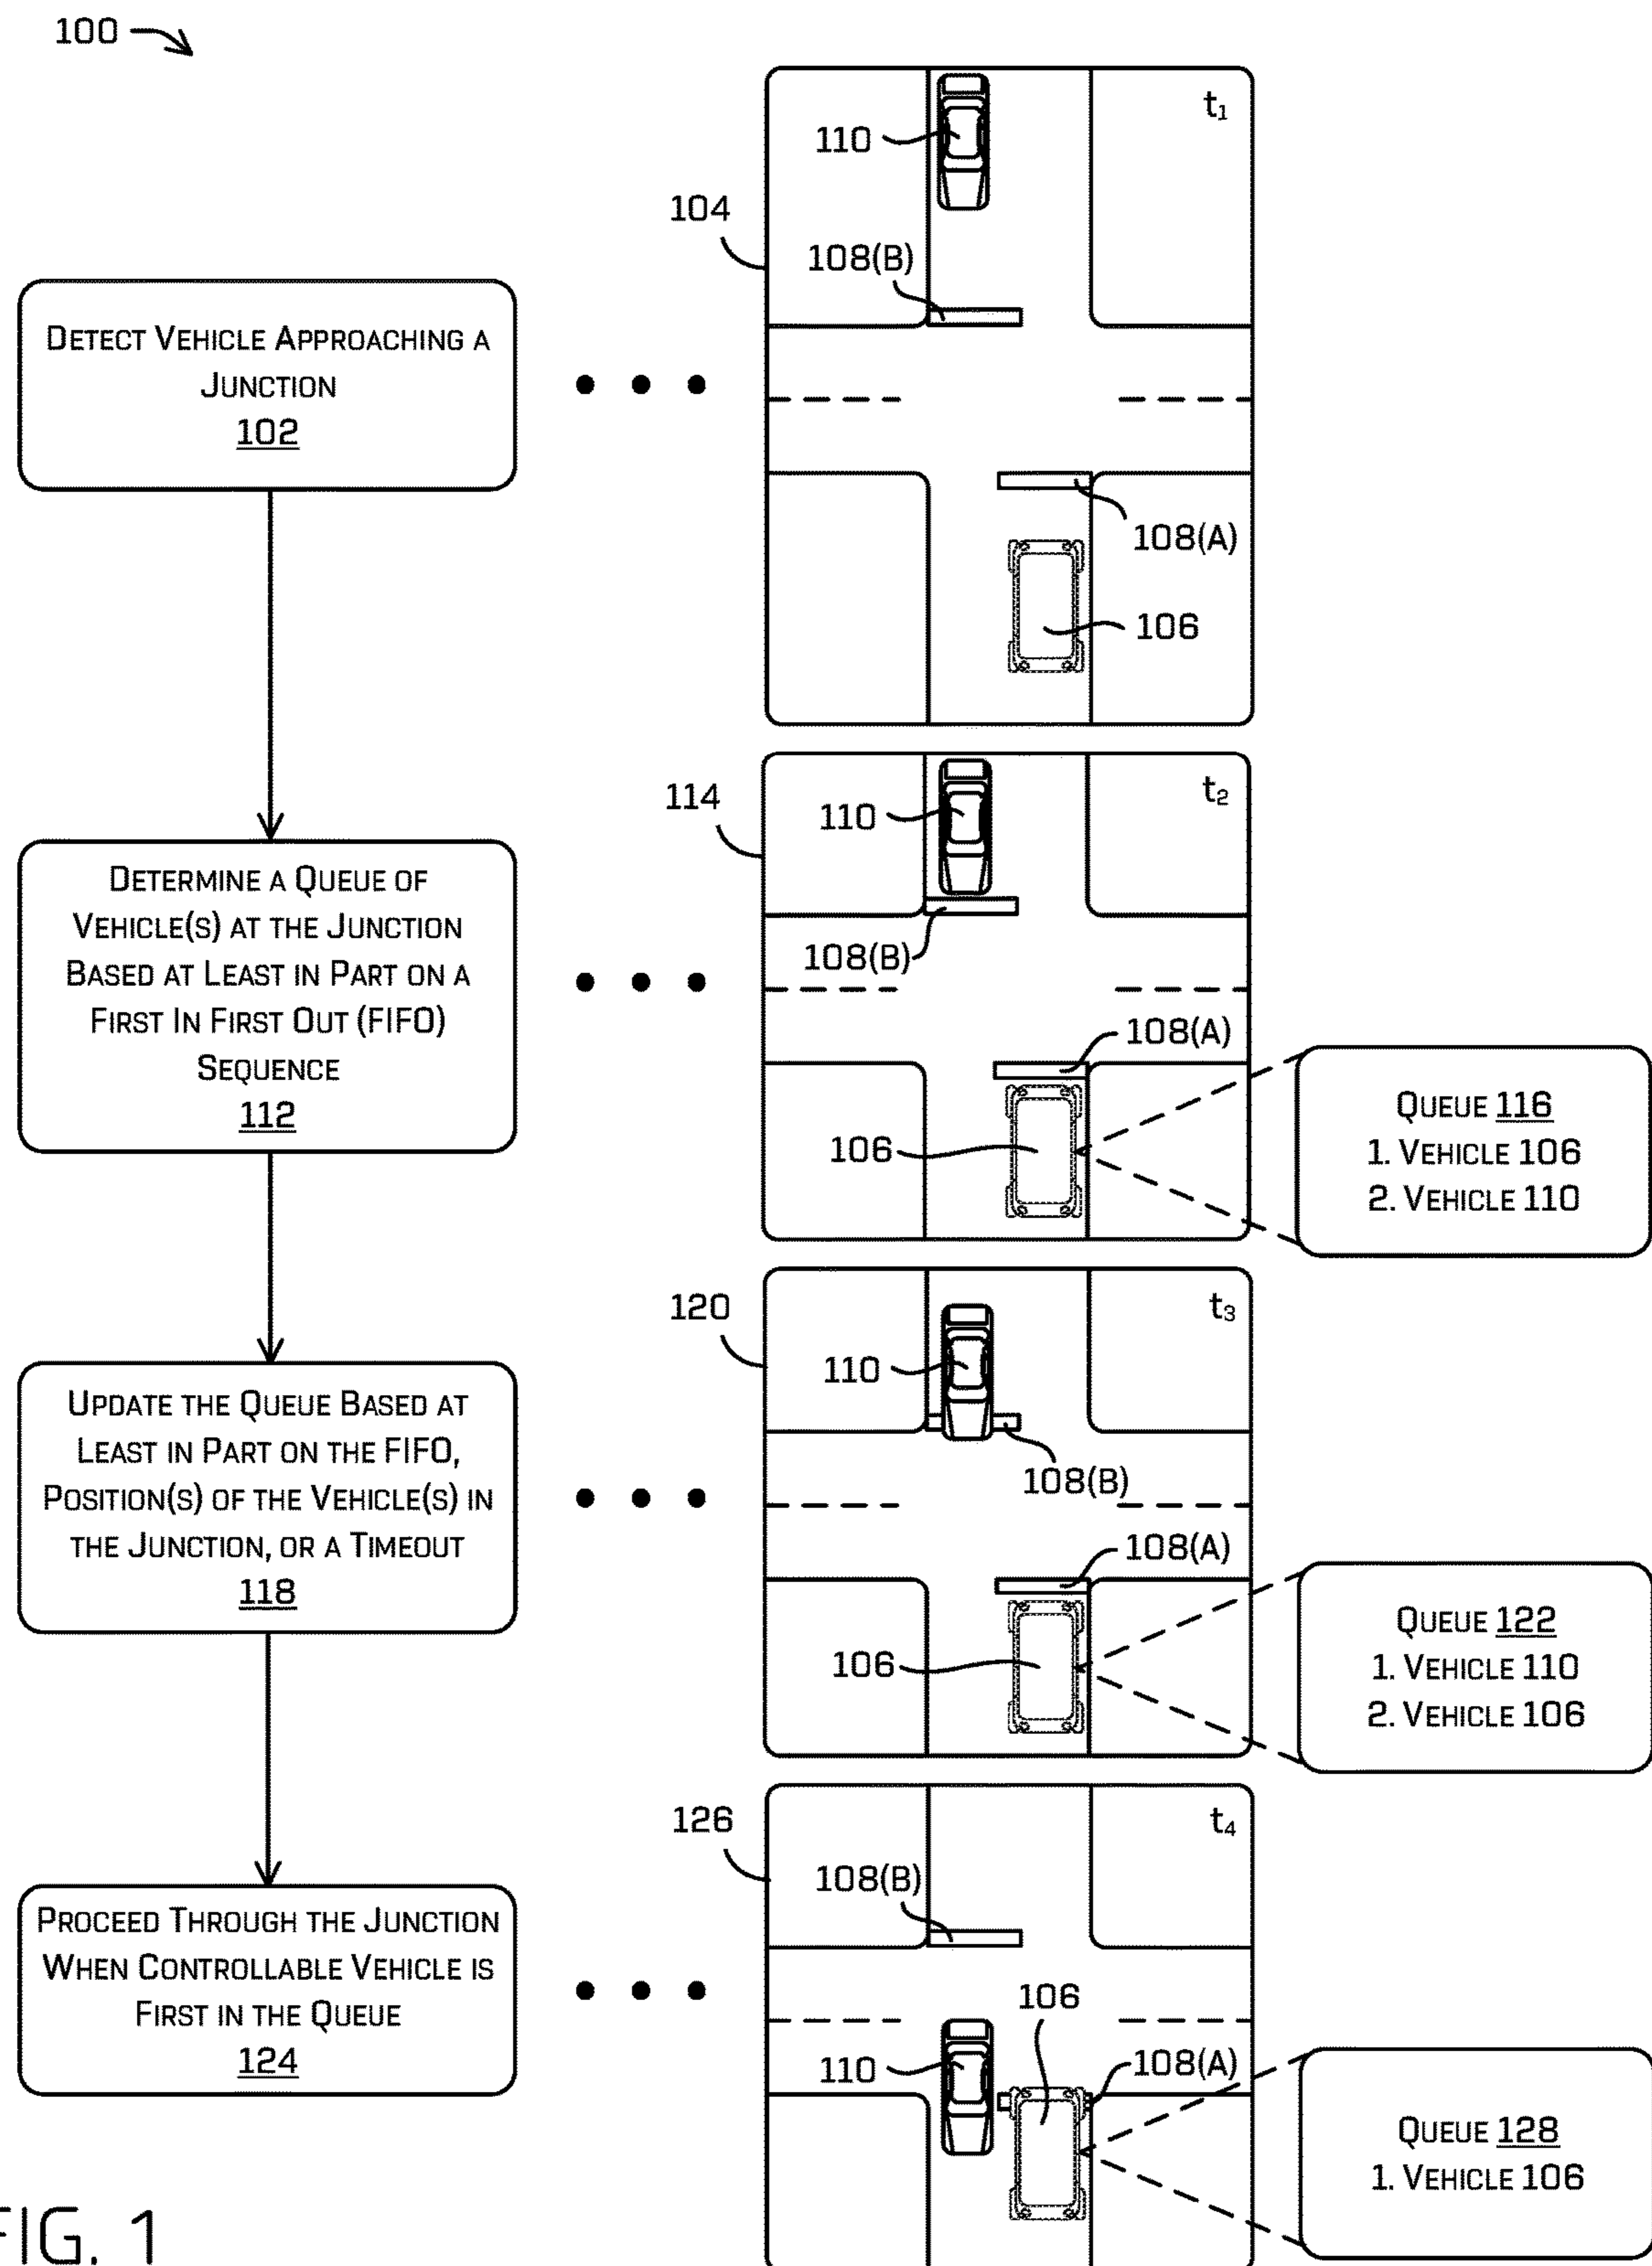 100
t1
110
104
108(B)
DETECT VEHICLE APPROACHING A
JUNCTION
102
108(A)
106
t2
110
114
108(B)
DETERMINE A QUEUE OF
VEHICLE(S) AT THE JUNCTION
BASED AT LEAST IN PART ON A
FIRST IN FIRST OUT (FIFO)
SEQUENCE
112
108(A)
106
QUEUE 116
1. VEHICLE 106
2. VEHICLE 110
t3
120
110
108(B)
UPDATE THE QUEUE BASED AT
LEAST IN PART ON THE FIFO,
POSITION(S) OF THE VEHICLE(S) IN
THE JUNCTION, OR A TIMEOUT
118
108(A)
106
QUEUE 122
1. VEHICLE 110
2. VEHICLE 106
t4
126
108(B)
PROCEED THROUGH THE JUNCTION
WHEN CONTROLLABLE VEHICLE IS
FIRST IN THE QUEUE
124
106
110
108(A)
QUEUE 128
1. VEHICLE 106
FIG. 1